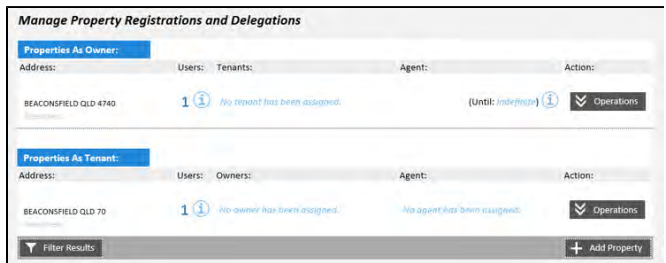 Manage Property Registrations and Delegations
Properties As Owner:
Address: Users: Tenants: Agent: Action:
BEACONSFIELD QLD 4740 1 No tenant has been assigned. (Until: Indefinite) Operations
Properties As Tenant:
Address: Users: Owners: Agent: Action:
BEACONSFIELD QLD 70 1 No owner has been assigned. No agent has been assigned. Operations
Filter Results Add Property